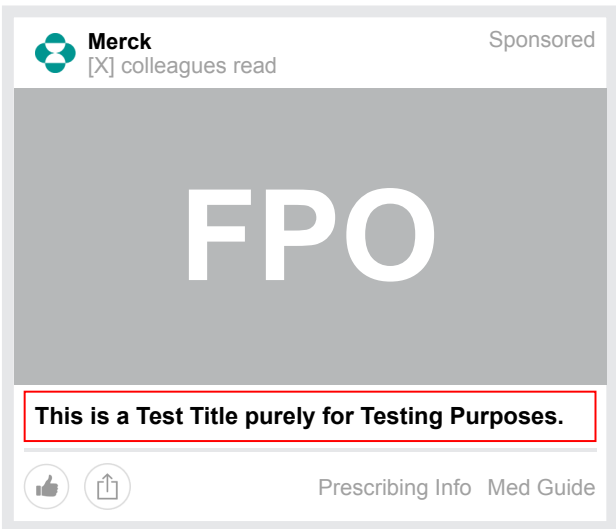 Merck
Sponsored
[X] colleagues read
FPO
This is a Test Title purely for Testing Purposes.
Prescribing Info Med Guide